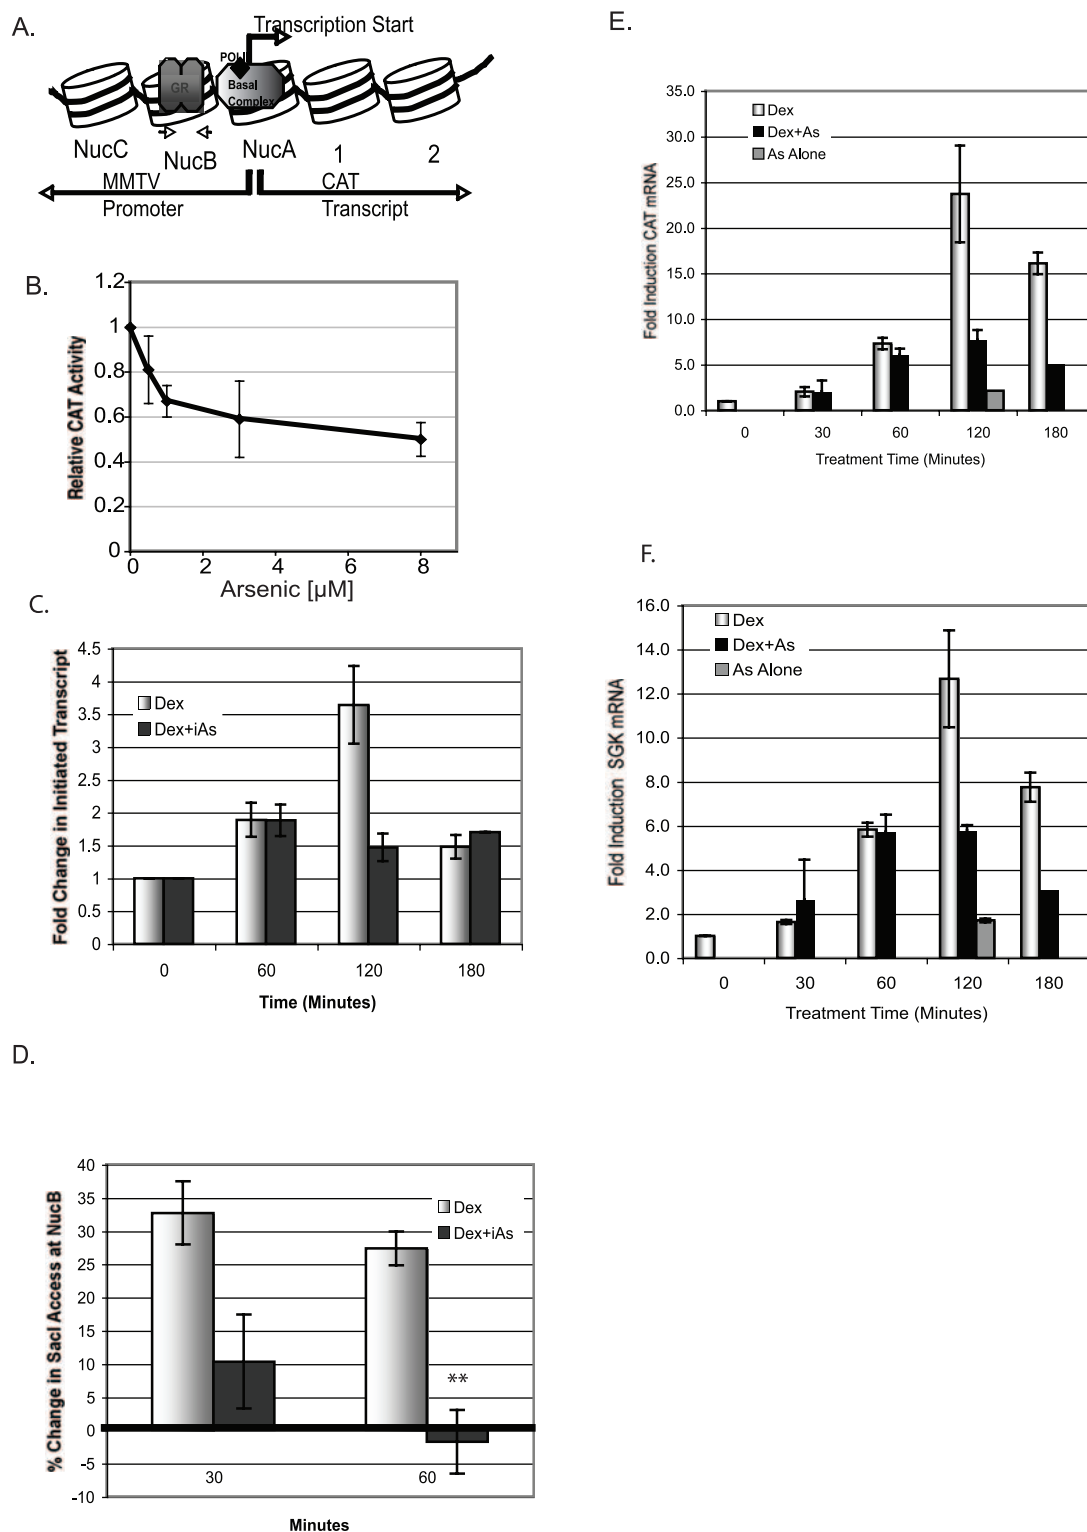 A.
Transcription Start
POLII
GR
Basal
Complex
NucC
NucB
NucA
1
2
MMTV
Promoter
CAT
Transcript
B.
Relative CAT Activity
1.2
1
0.8
0.6
0.4
0.2
0
0 2 4 6 8
Arsenic [µM]
C.
Fold Change in Initiated Transcript
4.5
4
3.5
3
2.5
2
1.5
1
0.5
0
Dex
Dex+iAs
0 60 120 180
Time (Minutes)
D.
% Change in SacI Access at NucB
40
35
30
25
20
15
10
5
0
-5
-10
Dex
Dex+iAs
**
30 60
Minutes
E.
Fold Induction CAT mRNA
35.0
30.0
25.0
20.0
15.0
10.0
5.0
0.0
Dex
Dex+As
As Alone
0 30 60 120 180
Treatment Time (Minutes)
F.
Fold Induction SGK mRNA
16.0
14.0
12.0
10.0
8.0
6.0
4.0
2.0
0.0
Dex
Dex+As
As Alone
0 30 60 120 180
Treatment Time (Minutes)